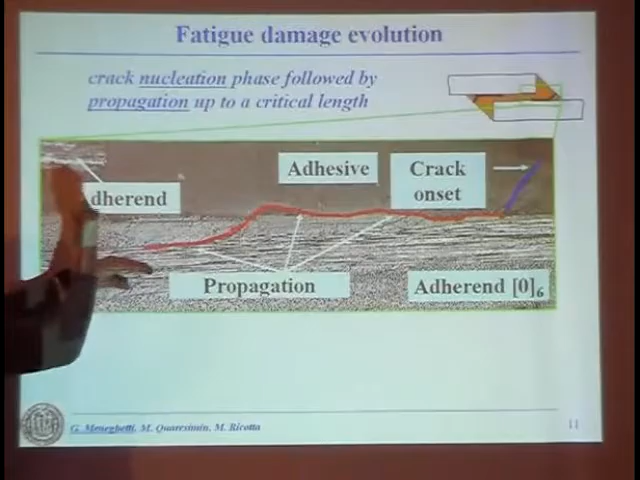 Fatigue damage evolution
crack nucleation phase followed by
propagation up to a critical length
Adhesive
Crack
onset
dherend
Propagation
Adherend [0]6
G. Meneghetti, M. Quaresimin, M. Ricotta
11